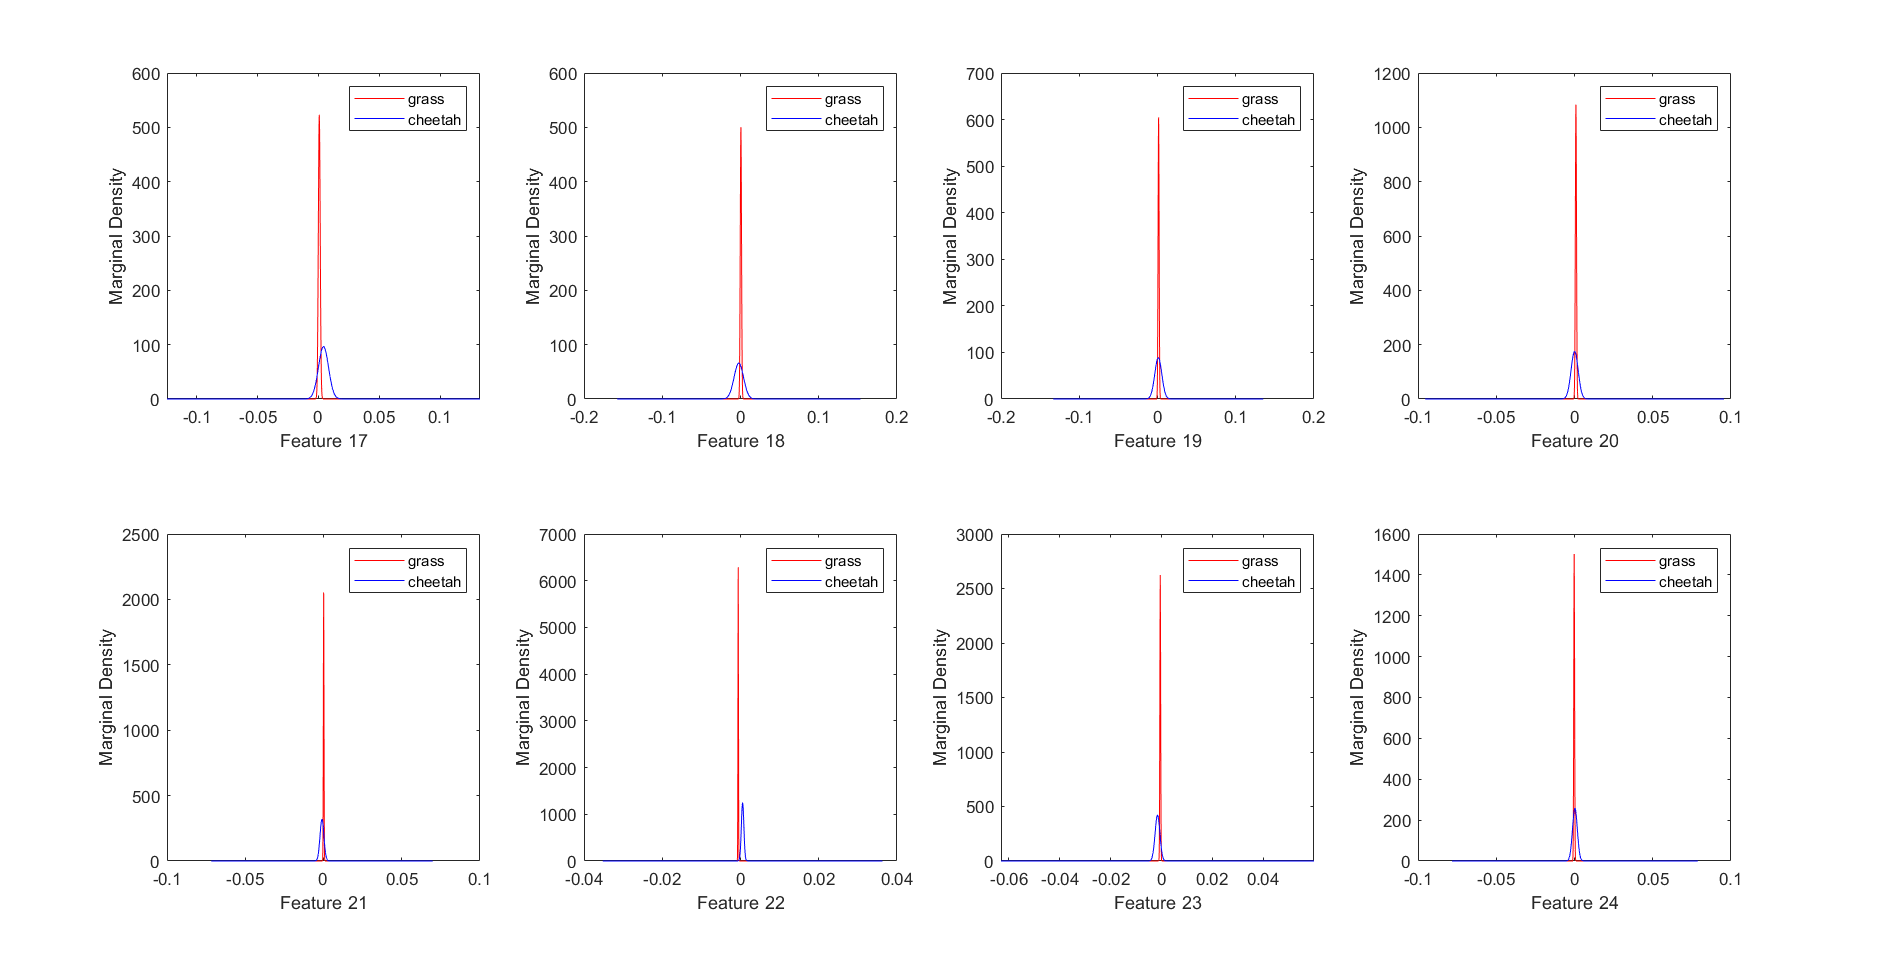 600
500
400
300
200
100
0
-0.1 -0.05 0 0.05 0.1
Marginal Density
Feature 17
grass
cheetah
600
500
400
300
200
100
0
-0.2 -0.1 0 0.1 0.2
Marginal Density
Feature 18
grass
cheetah
700
600
500
400
300
200
100
0
-0.2 -0.1 0 0.1 0.2
Marginal Density
Feature 19
grass
cheetah
1200
1000
800
600
400
200
0
-0.1 -0.05 0 0.05 0.1
Marginal Density
Feature 20
grass
cheetah
2500
2000
1500
1000
500
0
-0.1 -0.05 0 0.05 0.1
Marginal Density
Feature 21
grass
cheetah
7000
6000
5000
4000
3000
2000
1000
0
-0.04 -0.02 0 0.02 0.04
Marginal Density
Feature 22
grass
cheetah
3000
2500
2000
1500
1000
500
0
-0.06 -0.04 -0.02 0 0.02 0.04
Marginal Density
Feature 23
grass
cheetah
1600
1400
1200
1000
800
600
400
200
0
-0.1 -0.05 0 0.05 0.1
Marginal Density
Feature 24
grass
cheetah